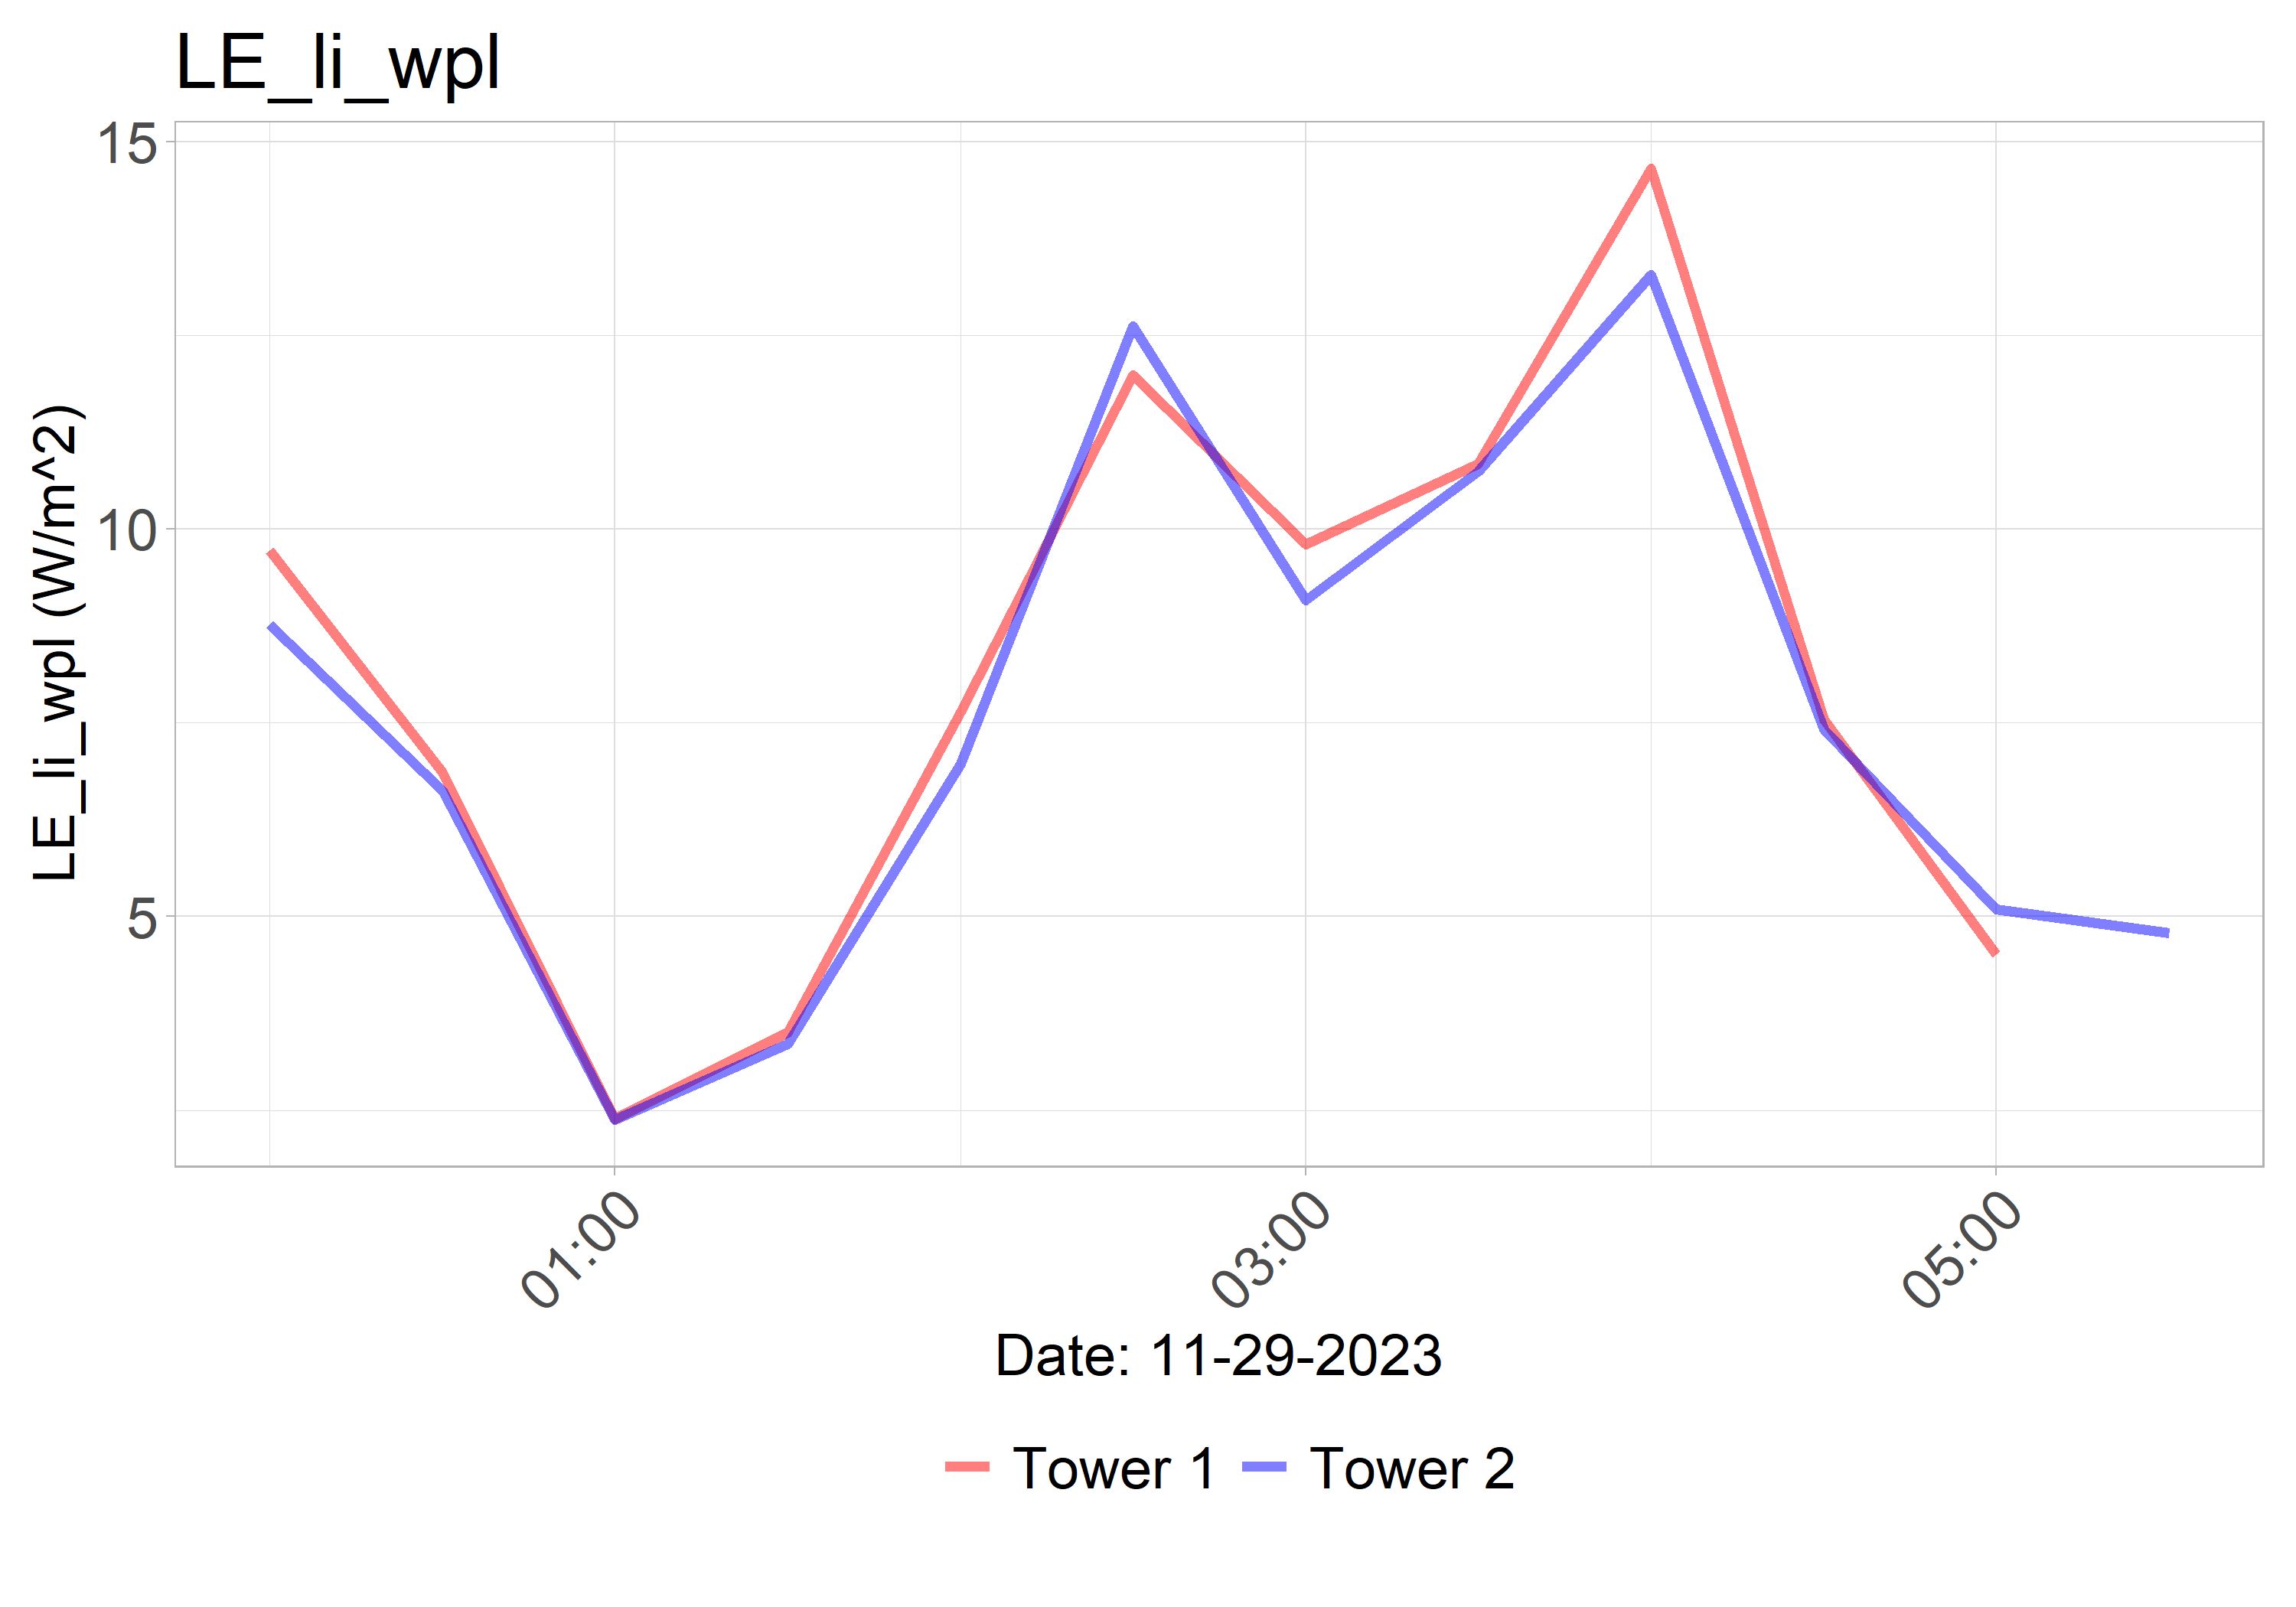 LE_li_wpl
LE_li_wpl (W/m^2)
15
10
5
01:00
03:00
05:00
Date: 11-29-2023
Tower 1
Tower 2